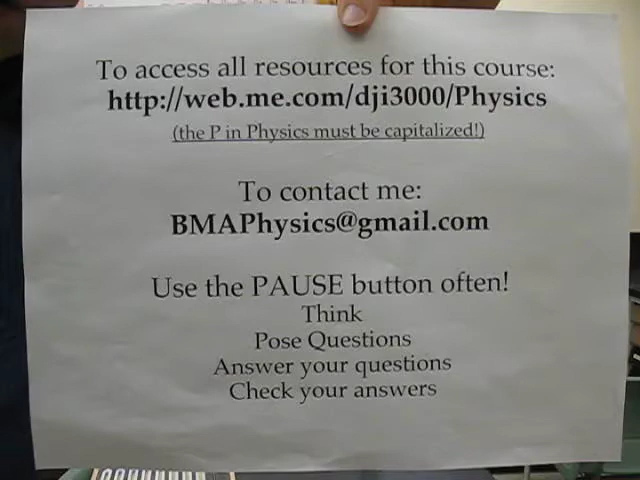 To access all resources for this course:
http://web.me.com/dji3000/Physics
(the P in Physics must be capitalized!)
To contact me:
BMAPhysics@gmail.com
Use the PAUSE button often!
Think
Pose Questions
Answer your questions
Check your answers